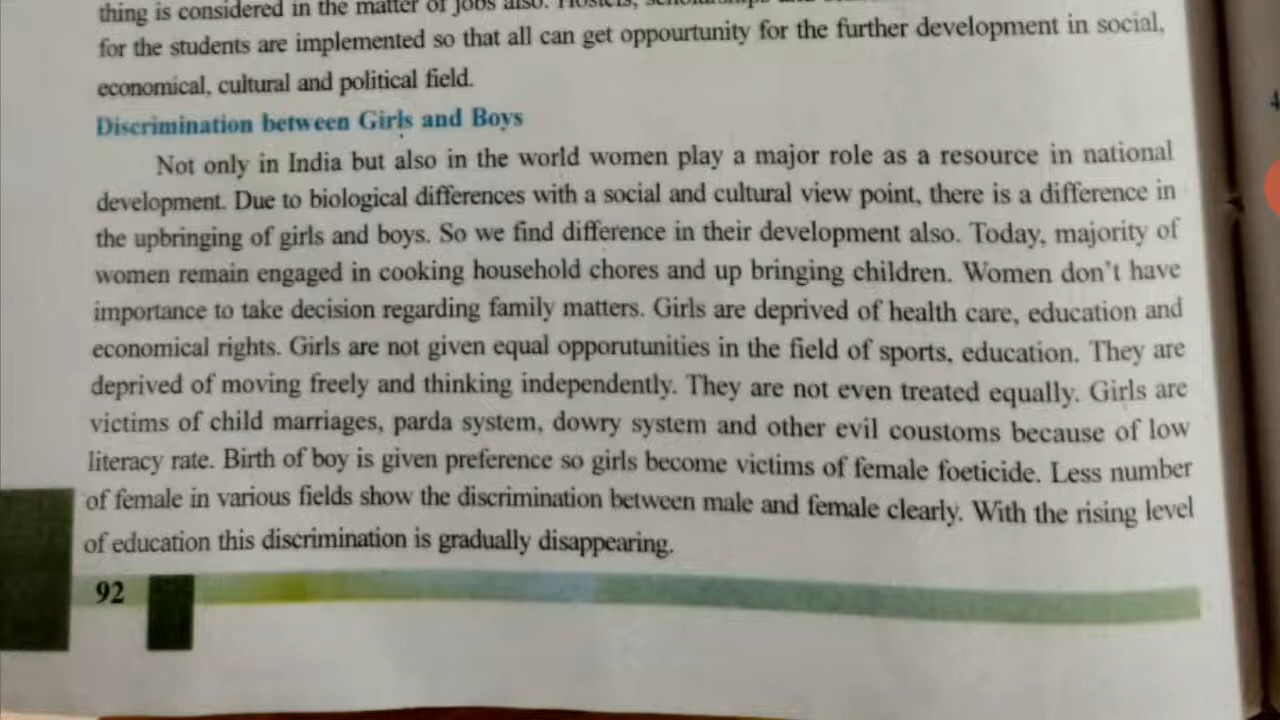 thing is considered in the matter of jobs also. Hostels, scholarships and
for the students are implemented so that all can get oppourtunity for the further development in social,
economical, cultural and political field.
Discrimination between Girls and Boys
Not only in India but also in the world women play a major role as a resource in national
development. Due to biological differences with a social and cultural view point, there is a difference in
the upbringing of girls and boys. So we find difference in their development also. Today, majority of
women remain engaged in cooking household chores and up bringing children. Women don't have
importance to take decision regarding family matters. Girls are deprived of health care, education and
economical rights. Girls are not given equal opporutunities in the field of sports, education. They are
deprived of moving freely and thinking independently. They are not even treated equally. Girls are
victims of child marriages, parda system, dowry system and other evil coustoms because of low
literacy rate. Birth of boy is given preference so girls become victims of female foeticide. Less number
of female in various fields show the discrimination between male and female clearly. With the rising level
of education this discrimination is gradually disappearing.
92
4